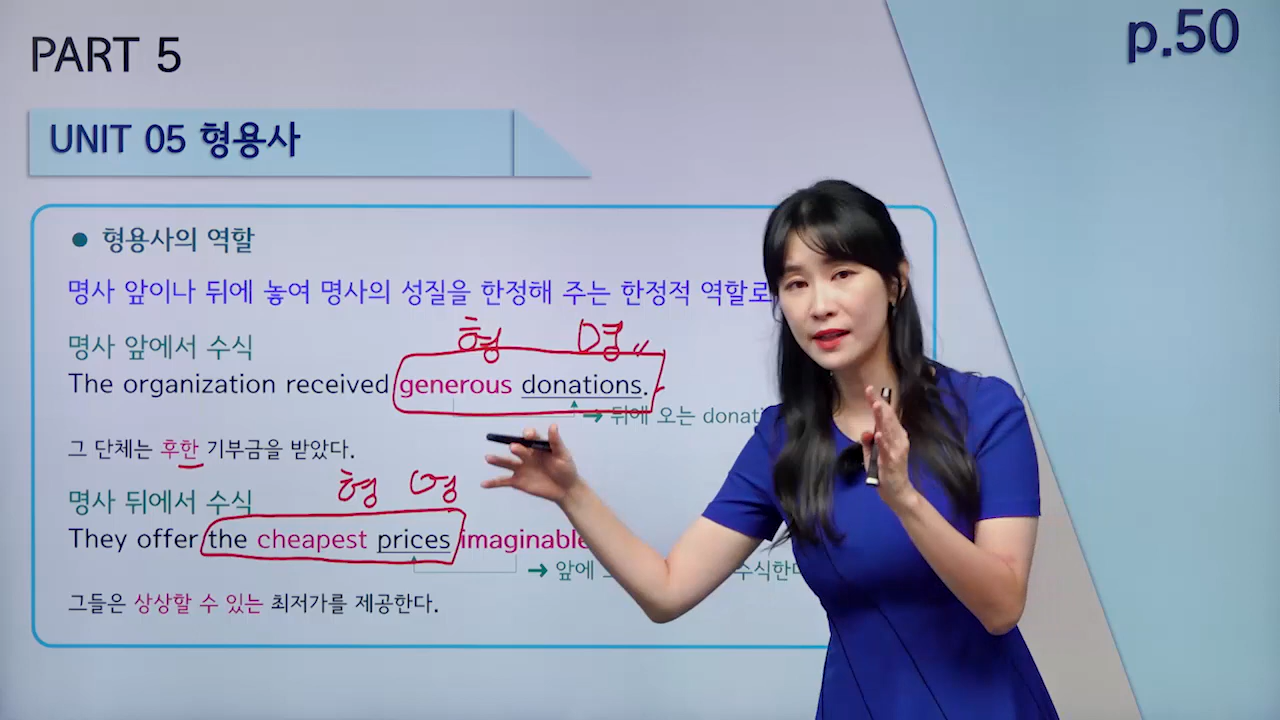 PART 5
p.50
UNIT 05 형용사
● 형용사의 역할
명사 앞이나 뒤에 놓여 명사의 성질을 한정해 주는 한정적 역할로
명사 앞에서 수식
형 명
The organization received generous donations.
→ 뒤에 오는
그 단체는 후한 기부금을 받았다.
형 명
명사 뒤에서 수식
They offer the cheapest prices imaginable
→ 앞에
그들은 상상할 수 있는 최저가를 제공한다.